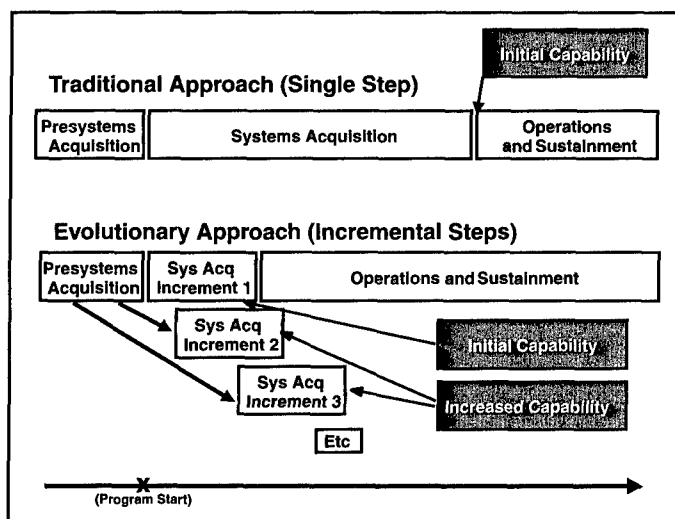 Initial Capability
Traditional Approach (Single Step)
Presystems
Acquisition
Systems Acquisition
Operations
and Sustainment
Evolutionary Approach (Incremental Steps)
Presystems
Acquisition
Sys Acq
Increment 1
Operations and Sustainment
Sys Acq
Increment 2
Initial Capability
Sys Acq
Increment 3
Increased Capability
Etc
X
(Program Start)